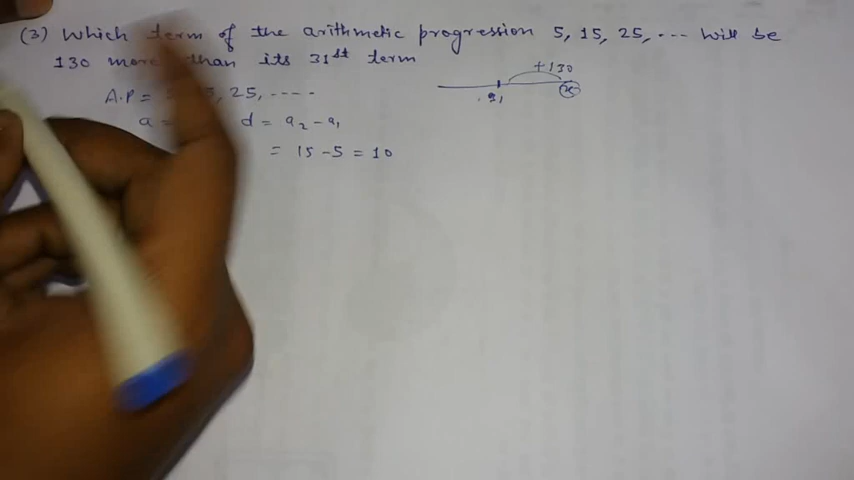 (3) Which term of the arithmetic progression 5, 15, 25, ... will be
130 more than its 31st term
+130
A.P = 25, ....
a = d = a2 - a1
= 15 - 5 = 10